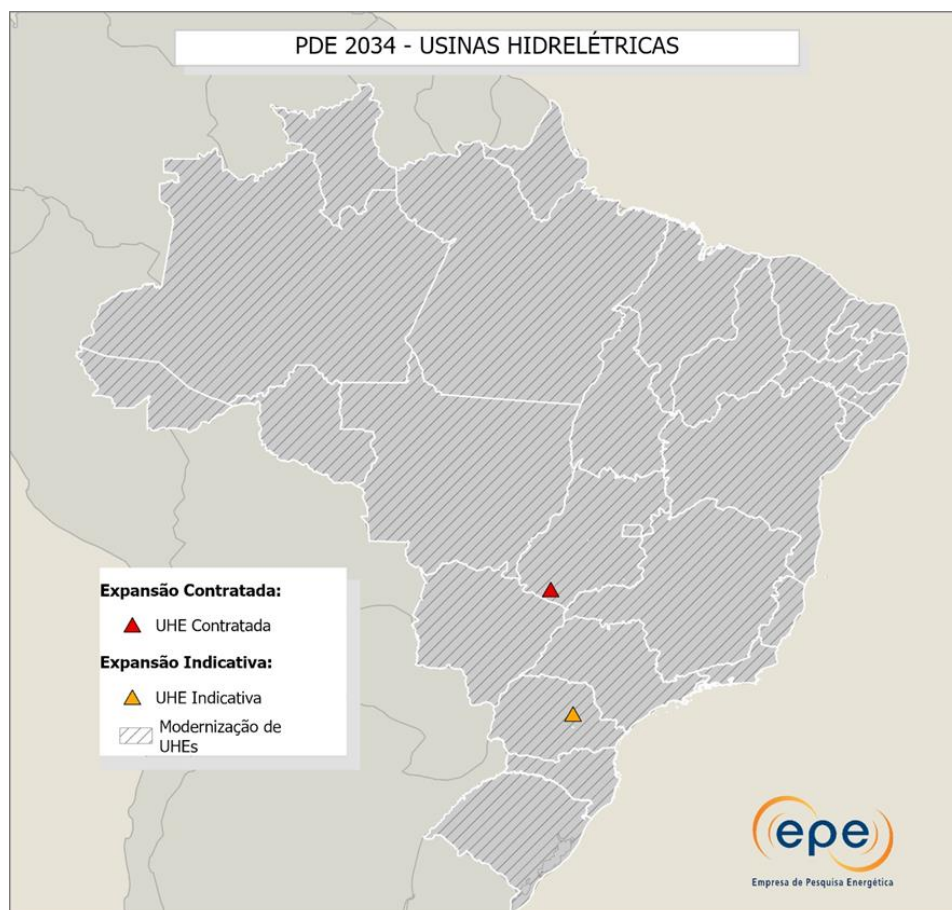 PDE 2034 - USINAS HIDRELÉTRICAS
Expansão Contratada:
UHE Contratada
Expansão Indicativa:
UHE Indicativa
Modernização de
UHEs
epe
Empresa de Pesquisa Energética